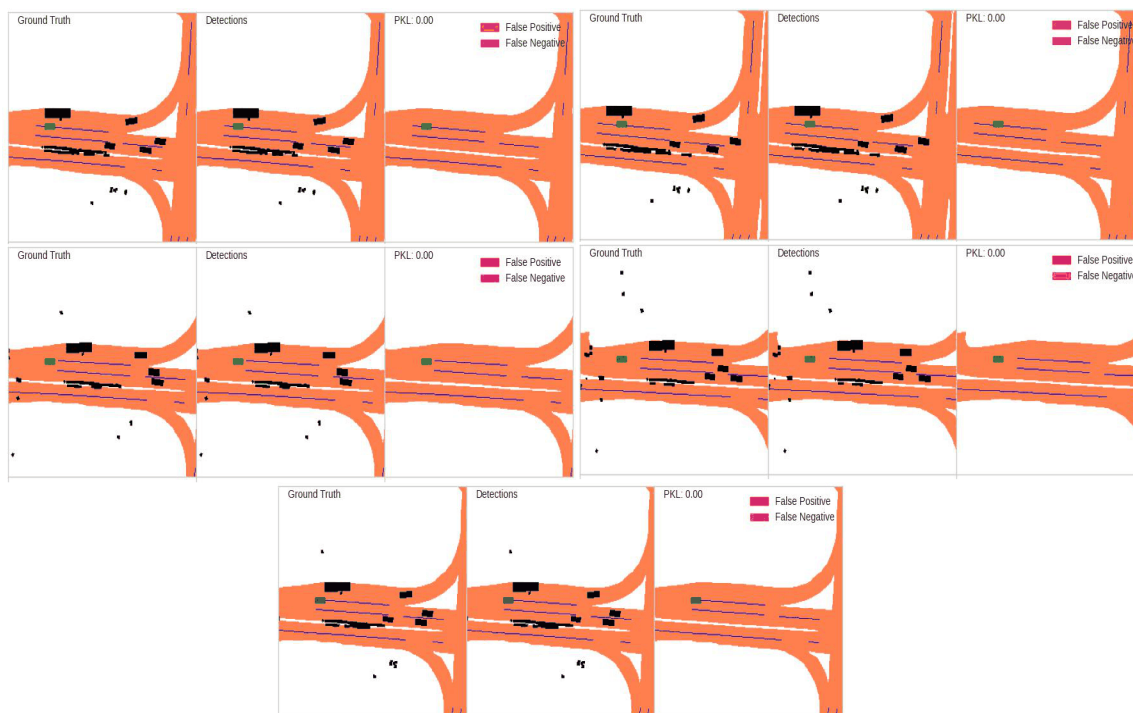 Ground Truth
Detections
PKL: 0.00
False Positive
False Negative
Ground Truth
Detections
PKL: 0.00
False Positive
False Negative
Ground Truth
Detections
PKL: 0.00
False Positive
False Negative
Ground Truth
Detections
PKL: 0.00
False Positive
False Negative
Ground Truth
Detections
PKL: 0.00
False Positive
False Negative